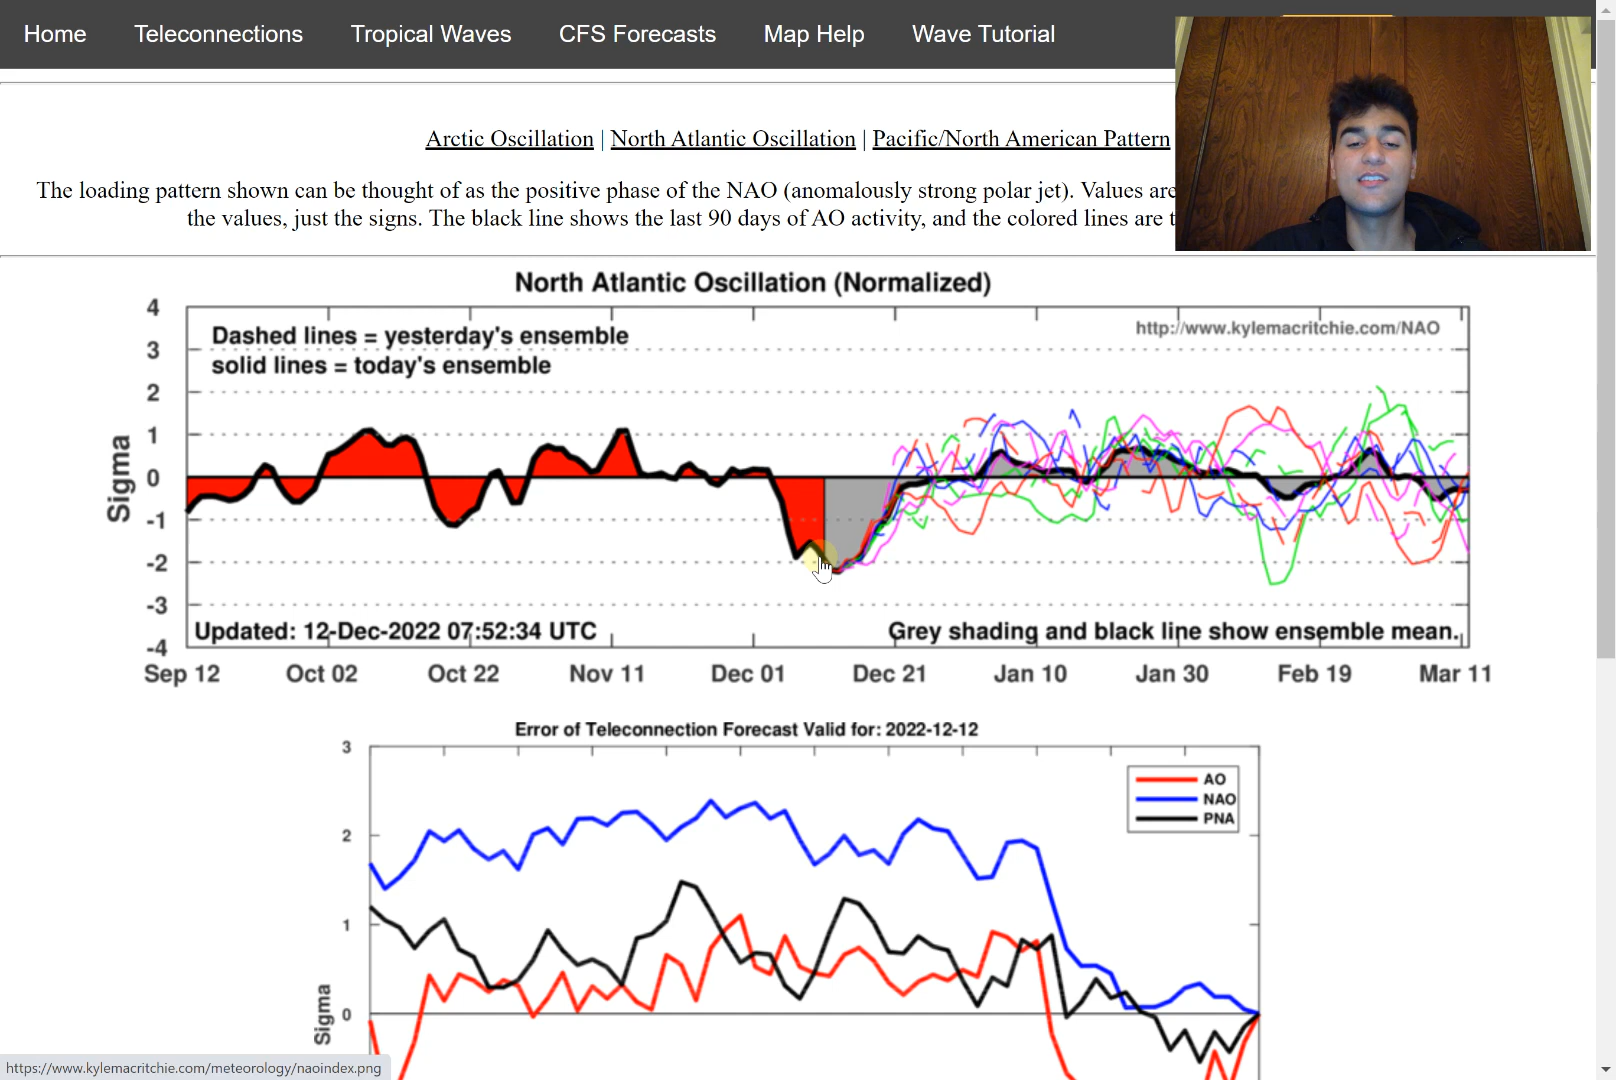 Home Teleconnections Tropical Waves CFS Forecasts Map Help Wave Tutorial
Arctic Oscillation | North Atlantic Oscillation | Pacific/North American Pattern
The loading pattern shown can be thought of as the positive phase of the NAO (anomalously strong polar jet). Values are
the values, just the signs. The black line shows the last 90 days of AO activity, and the colored lines are
North Atlantic Oscillation (Normalized)
Dashed lines = yesterday's ensemble
solid lines = today's ensemble
http://www.kylemacritchie.com/NAO
Sigma
4
3
2
1
0
-1
-2
-3
-4
Updated: 12-Dec-2022 07:52:34 UTC
Grey shading and black line show ensemble mean.
Sep 12 Oct 02 Oct 22 Nov 11 Dec 01 Dec 21 Jan 10 Jan 30 Feb 19 Mar 11
Error of Teleconnection Forecast Valid for: 2022-12-12
3
2
1
0
Sigma
AO
NAO
PNA
https://www.kylemacritchie.com/meteorology/naoindex.png